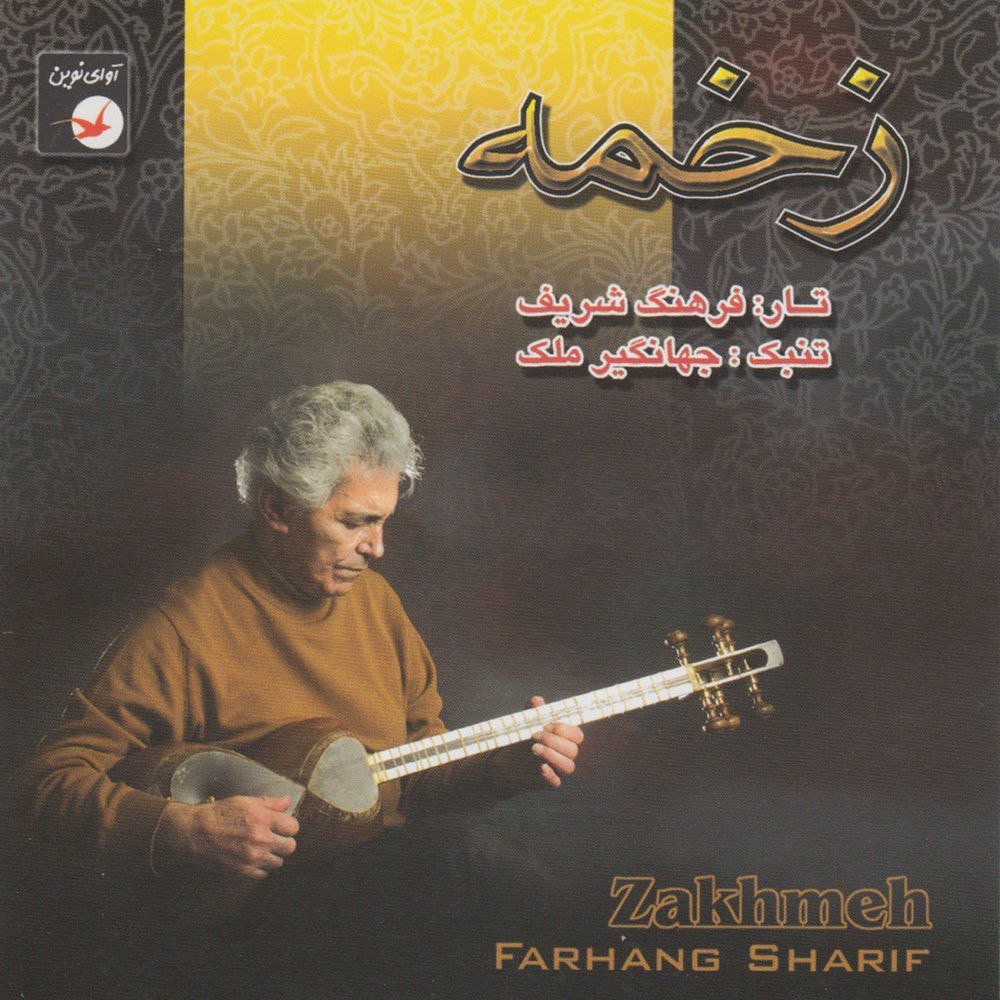 آوای نوین
زخمه
تار: فرهنگ شریف
تنبک : جهانگیر ملک
Zakhmeh
FARHANG SHARIF